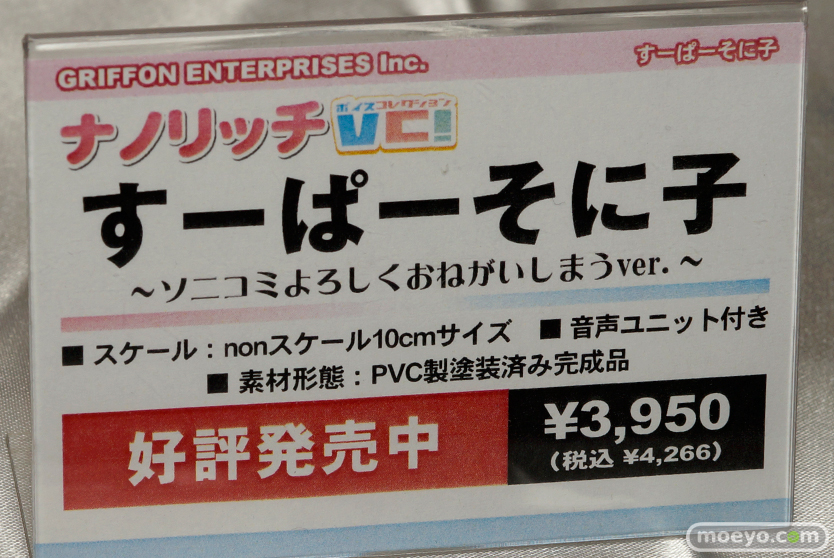 GRIFFON ENTERPRISES Inc.
すーぱーそに子
ナノリッチ
ボイスコレクション
VC!
すーぱーそに子
～ソニコミよろしくおねがいしまうver.～
■ スケール：nonスケール10cmサイズ ■ 音声ユニット付き
■ 素材形態：PVC製塗装済み完成品
好評発売中
¥3,950
(税込 ¥4,266)
moeyo.com